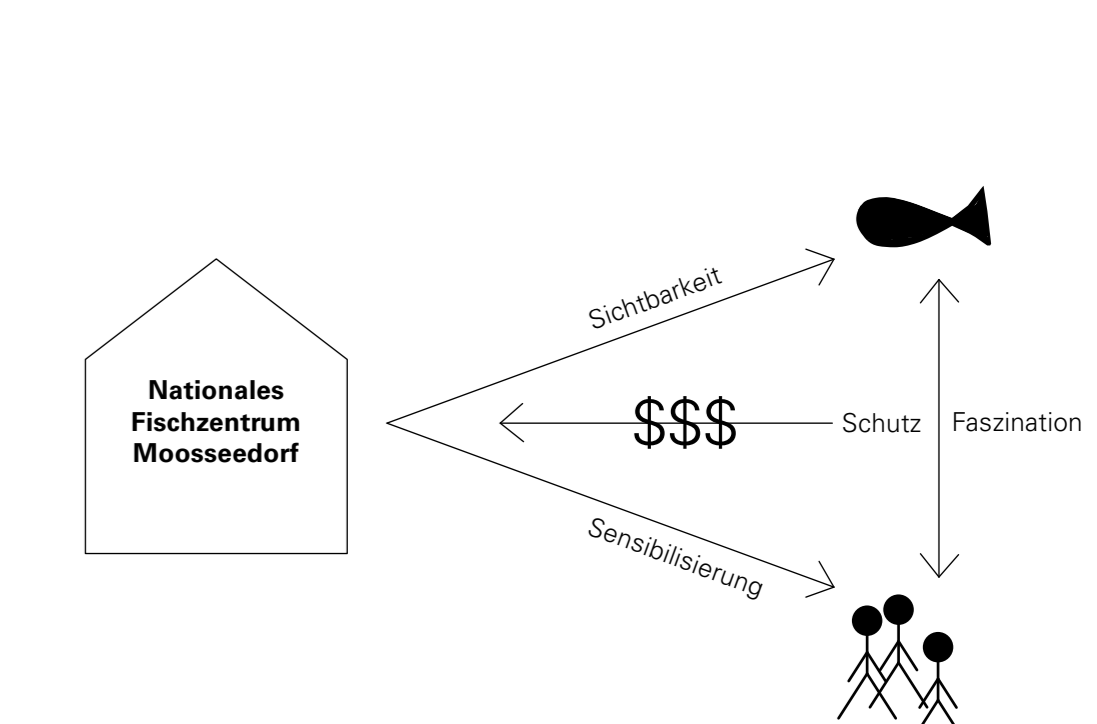 Nationales
Fischzentrum
Moosseedorf
Sichtbarkeit
$$$
Schutz
Faszination
Sensibilisierung